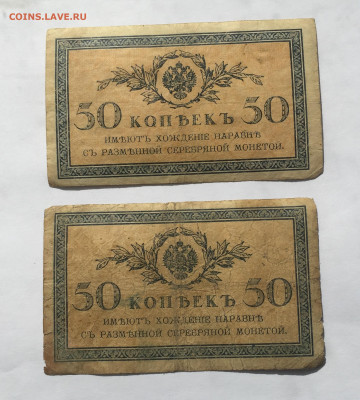 COINS.LAVE.RU
50 КОПѢЕКЪ 50
ИМѢЮТЪ ХОЖДЕНІЕ НАРАВНѢ
СЪ РАЗМѢННОЙ СЕРЕБРЯНОЙ МОНЕТОЙ.
50 КОПѢЕКЪ 50
ИМѢЮТЪ ХОЖДЕНІЕ НАРАВНѢ
СЪ РАЗМѢННОЙ СЕРЕБРЯНОЙ МОНЕТОЙ.